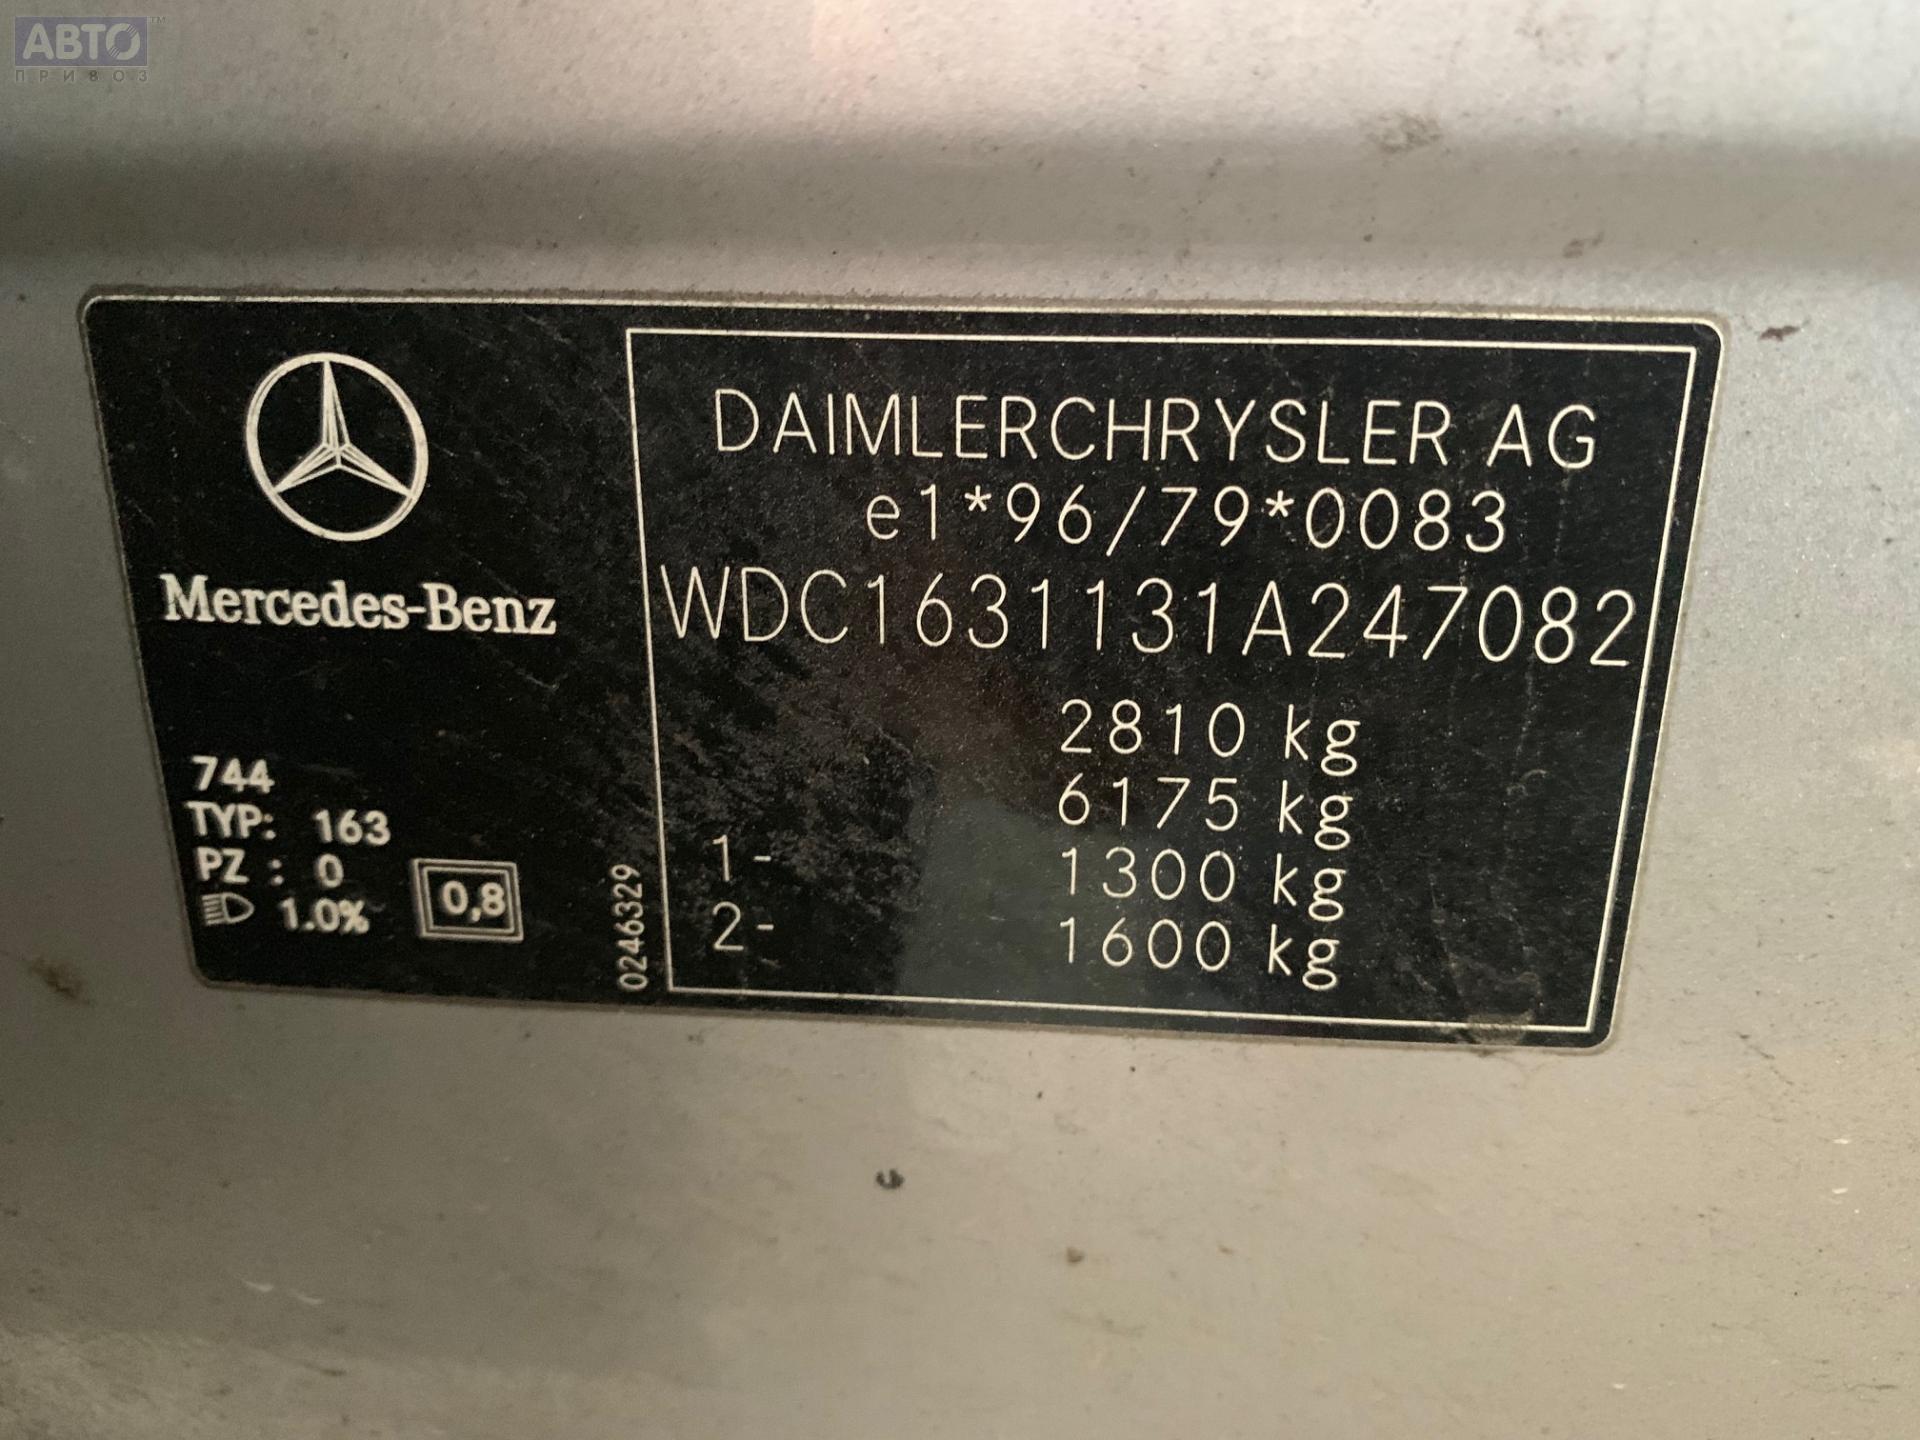 АВТО™
ПРИВОЗ
Mercedes-Benz
744
TYP: 163
PZ : 0
1.0%
0,8
0246329
DAIMLERCHRYSLER AG
e1*96/79*0083
WDC1631131A247082
2810 kg
6175 kg
1- 1300 kg
2- 1600 kg